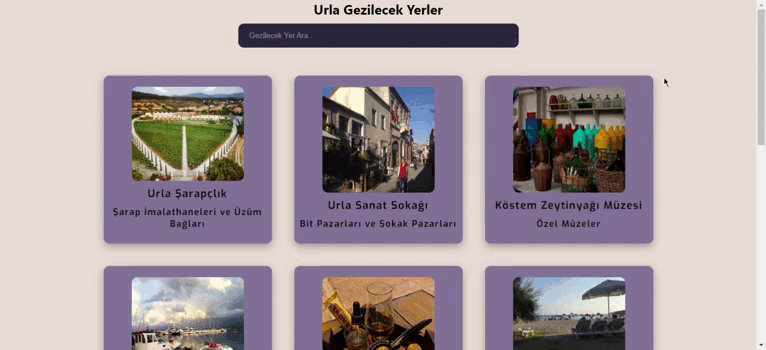 Urla Gezilecek Yerler
Gezilecek Yer Ara..
Urla Şarapçlık
Şarap İmalathaneleri ve Üzüm
Bağları
Urla Sanat Sokağı
Bit Pazarları ve Sokak Pazarları
Köstem Zeytinyağı Müzesi
Özel Müzeler